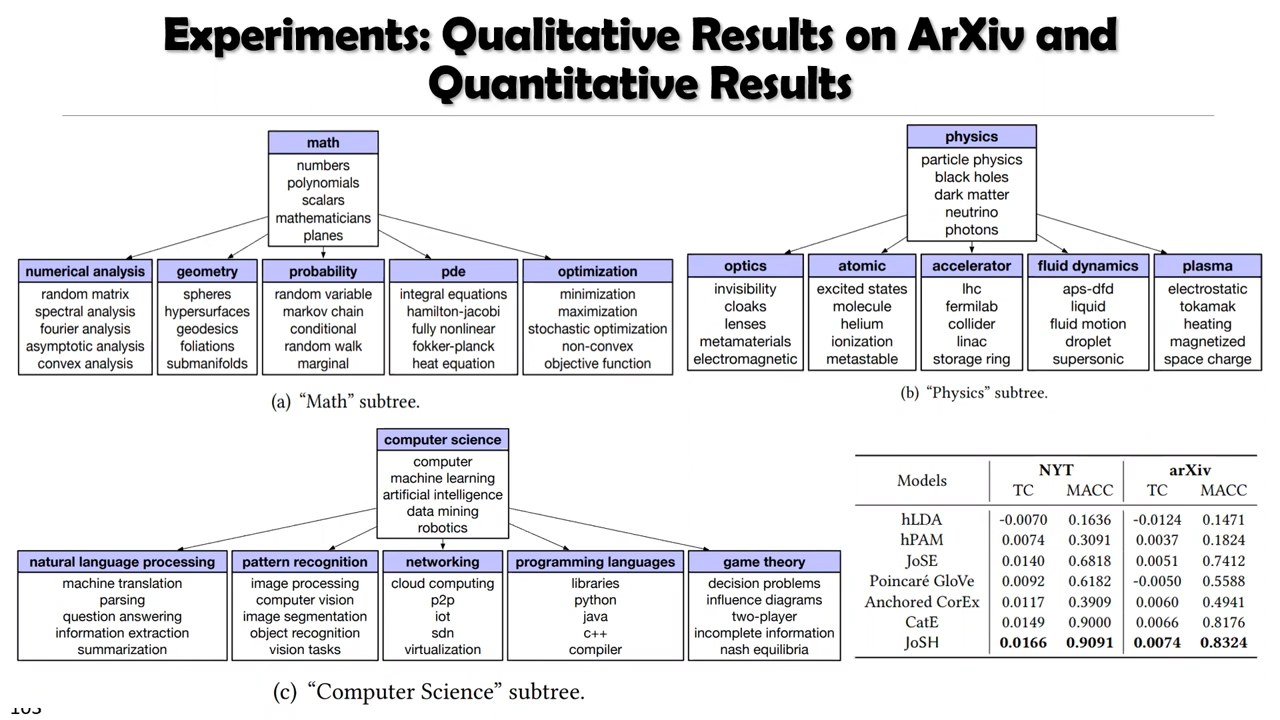 Experiments: Qualitative Results on ArXiv and
Quantitative Results
math
numbers
polynomials
scalars
mathematicians
planes
numerical analysis
random matrix
spectral analysis
fourier analysis
asymptotic analysis
convex analysis
geometry
spheres
hypersurfaces
geodesics
foliations
submanifolds
probability
random variable
markov chain
conditional
random walk
marginal
pde
integral equations
hamilton-jacobi
fully nonlinear
fokker-planck
heat equation
optimization
minimization
maximization
stochastic optimization
non-convex
objective function
(a) “Math” subtree.
physics
particle physics
black holes
dark matter
neutrino
photons
optics
invisibility
cloaks
lenses
metamaterials
electromagnetic
atomic
excited states
molecule
helium
ionization
metastable
accelerator
lhc
fermilab
collider
linac
storage ring
fluid dynamics
aps-dfd
liquid
fluid motion
droplet
supersonic
plasma
electrostatic
tokamak
heating
magnetized
space charge
(b) “Physics” subtree.
computer science
computer
machine learning
artificial intelligence
data mining
robotics
natural language processing
machine translation
parsing
question answering
information extraction
summarization
pattern recognition
image processing
computer vision
image segmentation
object recognition
vision tasks
networking
cloud computing
p2p
iot
sdn
virtualization
programming languages
libraries
python
java
c++
compiler
game theory
decision problems
influence diagrams
two-player
incomplete information
nash equilibria
(c) “Computer Science” subtree.
Models NYT arXiv
TC MACC TC MACC
hLDA -0.0070 0.1636 -0.0124 0.1471
hPAM 0.0074 0.3091 0.0037 0.1824
JoSE 0.0140 0.6818 0.0051 0.7412
Poincaré GloVe 0.0092 0.6182 -0.0050 0.5588
Anchored CorEx 0.0117 0.3909 0.0060 0.4941
CatE 0.0149 0.9000 0.0066 0.8176
JoSH 0.0166 0.9091 0.0074 0.8324